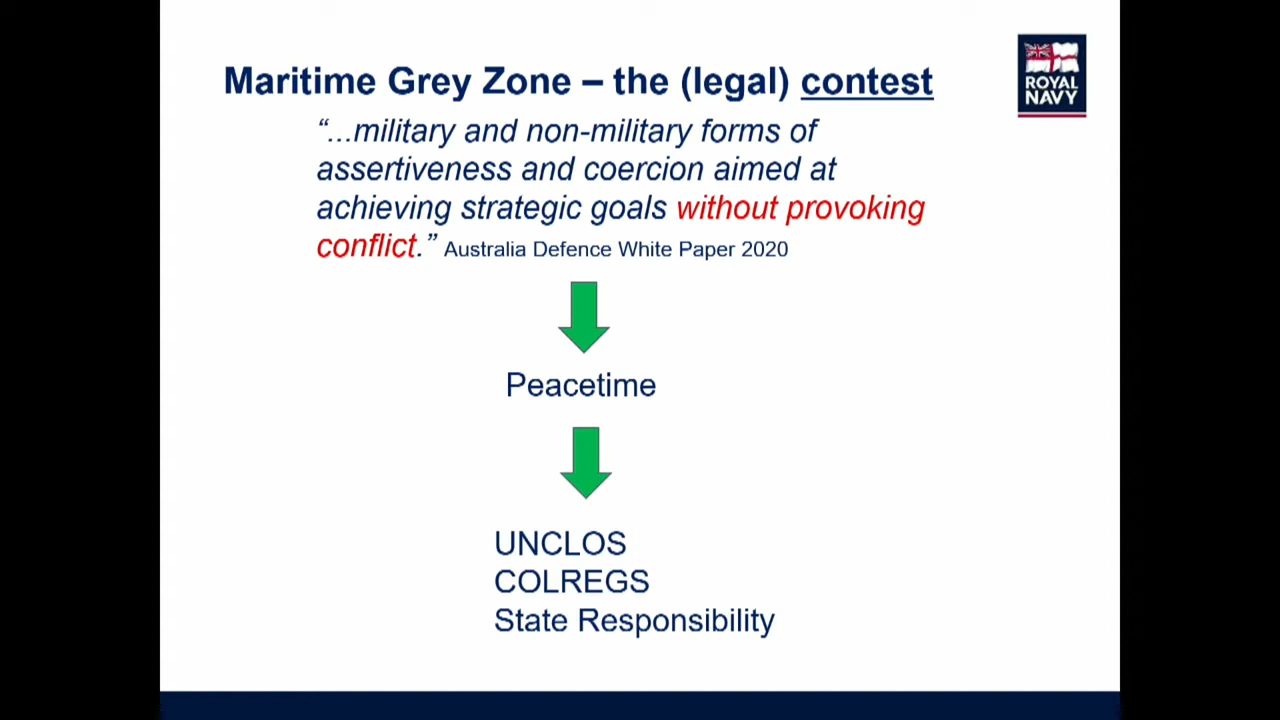 Maritime Grey Zone – the (legal) contest
ROYAL
NAVY
“...military and non-military forms of
assertiveness and coercion aimed at
achieving strategic goals without provoking
conflict.” Australia Defence White Paper 2020
Peacetime
UNCLOS
COLREGS
State Responsibility